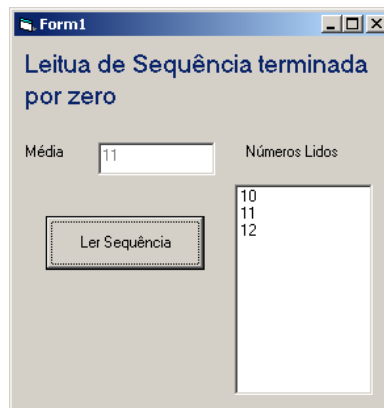 Form1
Leitua de Sequência terminada
por zero
Média
11
Números Lidos
Ler Sequência
10
11
12